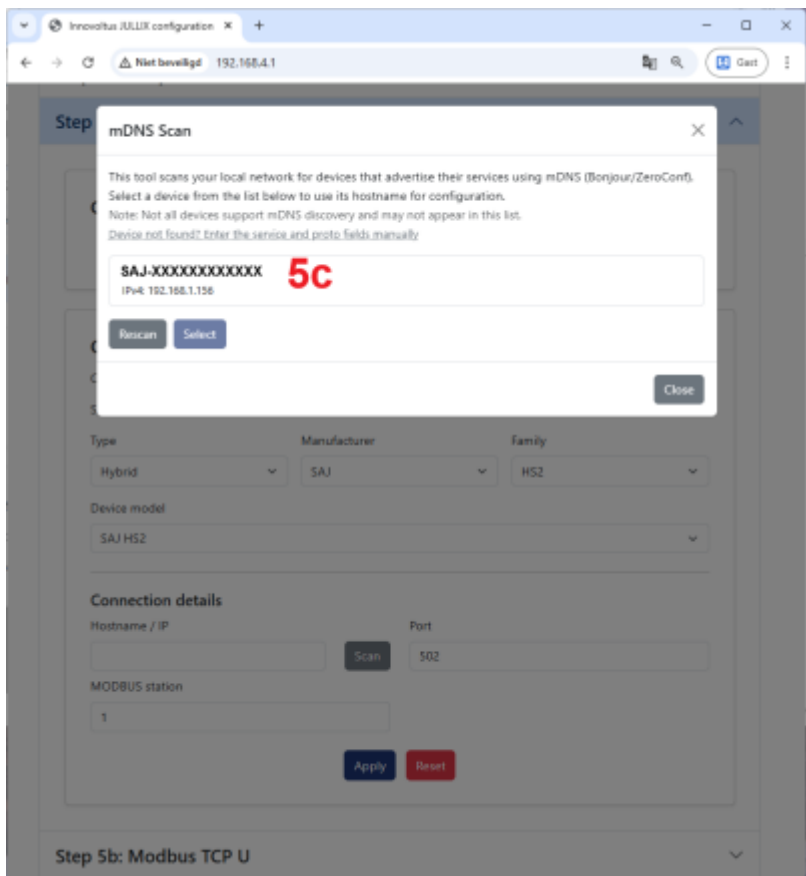 Innovoltus JULLIX configuration
Niet beveiligd 192.168.4.1 Gast
Step
mDNS Scan
This tool scans your local network for devices that advertise their services using mDNS (Bonjour/ZeroConf).
Select a device from the list below to use its hostname for configuration.
Note: Not all devices support mDNS discovery and may not appear in this list.
Device not found? Enter the service and proto fields manually
SAJ-XXXXXXXXXXXX 5c
IPv4: 192.168.1.156
Rescan Select
Close
Type Manufacturer Family
Hybrid SAJ HS2
Device model
SAJ HS2
Connection details
Hostname / IP Port
Scan 502
MODBUS station
1
Apply Reset
Step 5b: Modbus TCP U